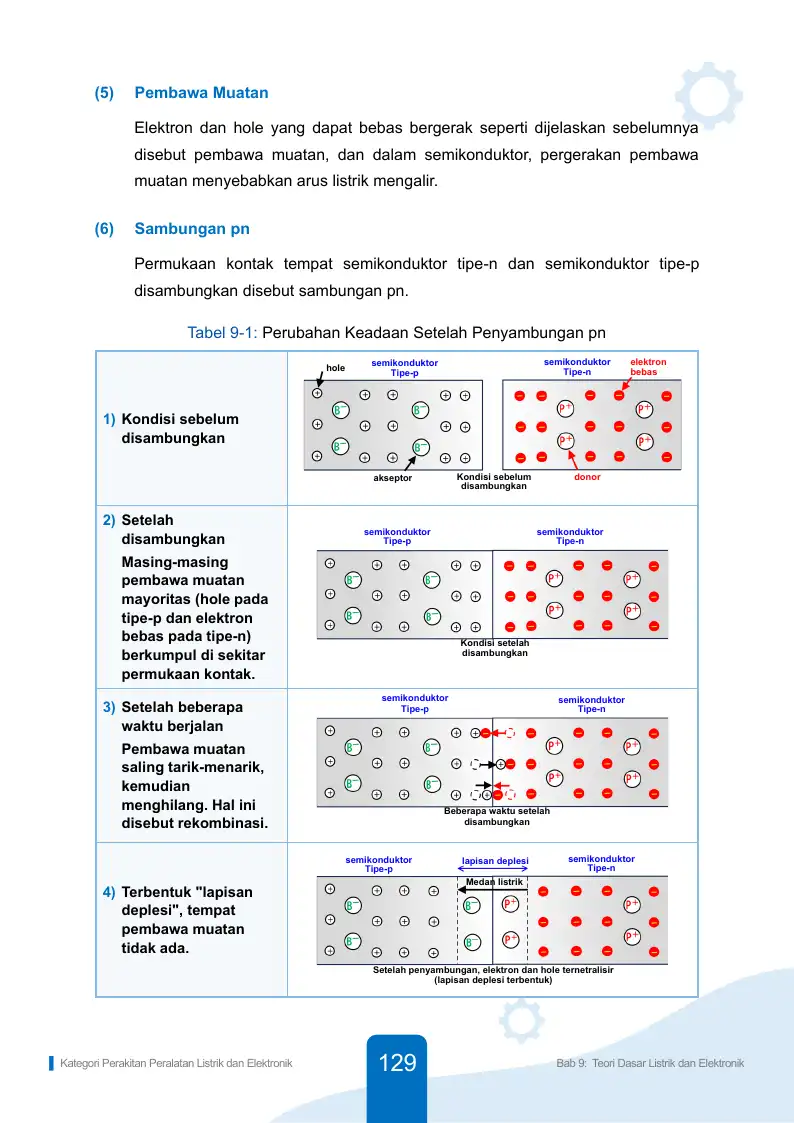 (5) Pembawa Muatan
Elektron dan hole yang dapat bebas bergerak seperti dijelaskan sebelumnya
disebut pembawa muatan, dan dalam semikonduktor, pergerakan pembawa
muatan menyebabkan arus listrik mengalir.
(6) Sambungan pn
Permukaan kontak tempat semikonduktor tipe-n dan semikonduktor tipe-p
disambungkan disebut sambungan pn.
Tabel 9-1: Perubahan Keadaan Setelah Penyambungan pn
1) Kondisi sebelum
disambungkan
hole
semikonduktor
Tipe-p
semikonduktor
Tipe-n
elektron
bebas
B− B−
B− B−
P+ P+
P+ P+
akseptor
Kondisi sebelum
disambungkan
donor
2) Setelah
disambungkan
Masing-masing
pembawa muatan
mayoritas (hole pada
tipe-p dan elektron
bebas pada tipe-n)
berkumpul di sekitar
permukaan kontak.
semikonduktor
Tipe-p
semikonduktor
Tipe-n
B− B− P+ P+
B− B− P+ P+
Kondisi setelah
disambungkan
3) Setelah beberapa
waktu berjalan
Pembawa muatan
saling tarik-menarik,
kemudian
menghilang. Hal ini
disebut rekombinasi.
semikonduktor
Tipe-p
semikonduktor
Tipe-n
B− B− P+ P+
B− B− P+ P+
Beberapa waktu setelah
disambungkan
4) Terbentuk "lapisan
deplesi", tempat
pembawa muatan
tidak ada.
semikonduktor
Tipe-p
lapisan deplesi
semikonduktor
Tipe-n
Medan listrik
B− B− P+ P+
B− B− P+ P+
Setelah penyambungan, elektron dan hole ternetralisir
(lapisan deplesi terbentuk)
Kategori Perakitan Peralatan Listrik dan Elektronik
129
Bab 9: Teori Dasar Listrik dan Elektronik